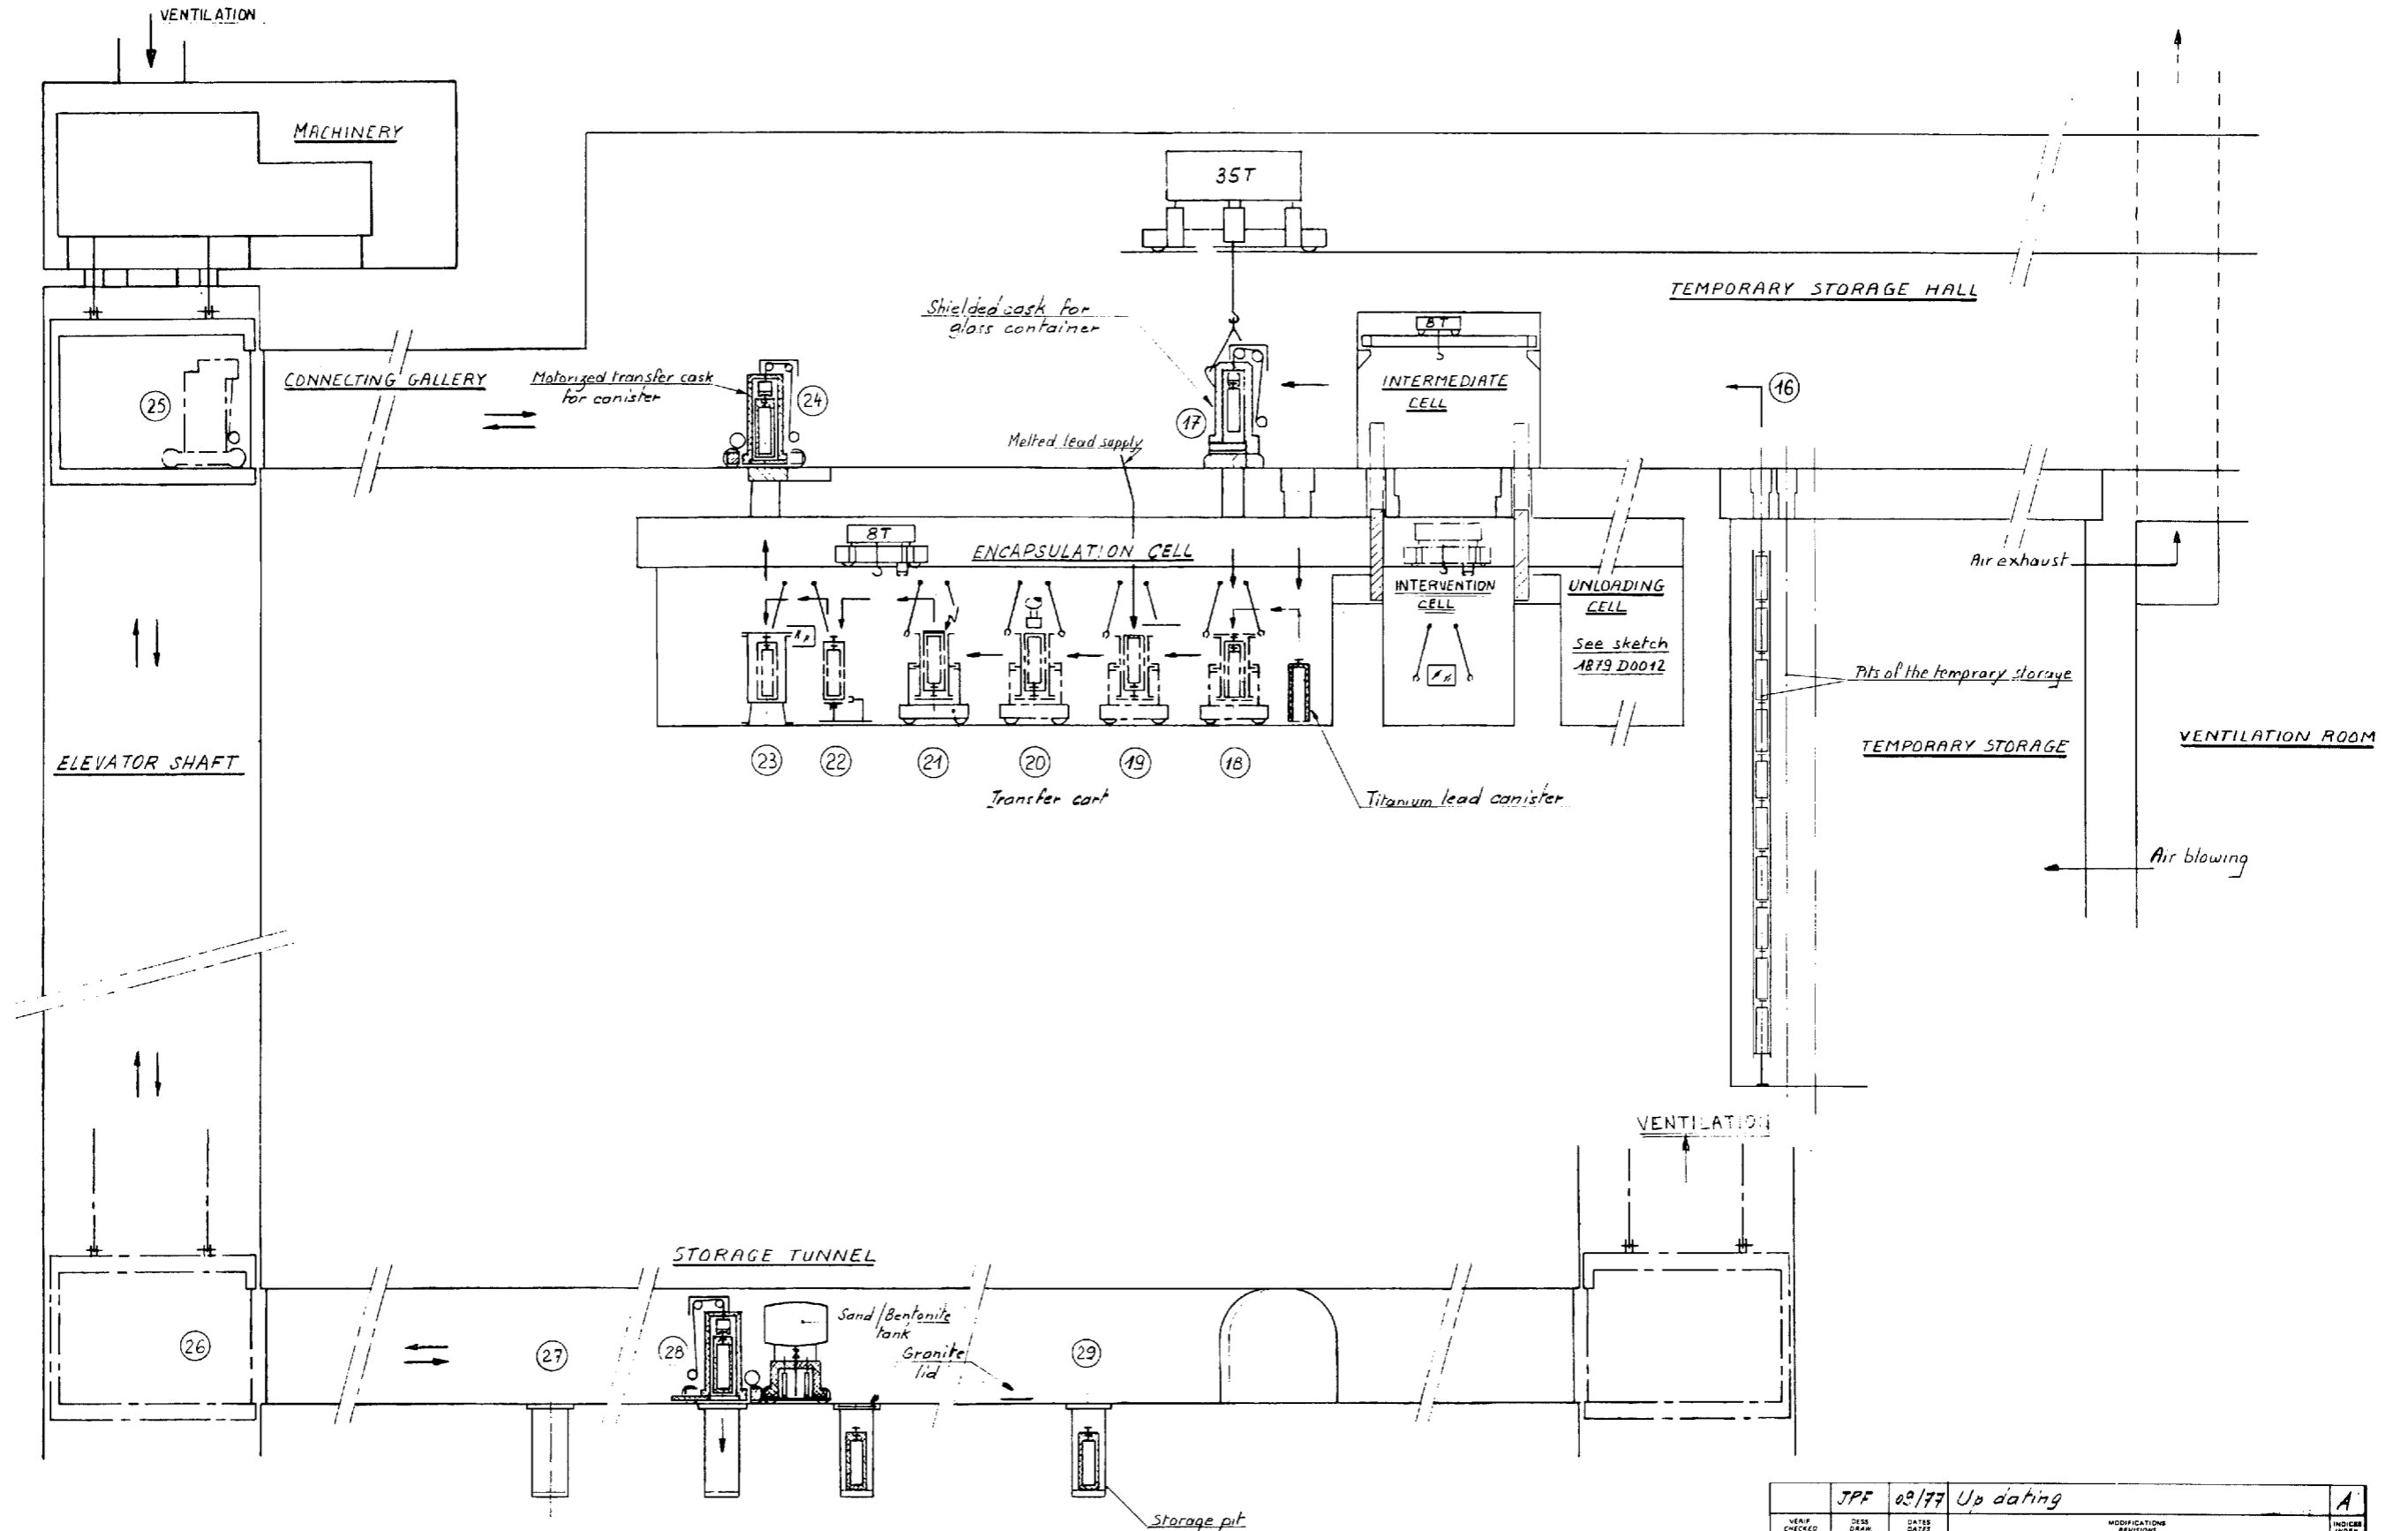 VENTILATION
MACHINERY
35T
TEMPORARY STORAGE HALL
Shielded cask for
glass container
8T
INTERMEDIATE
CELL
16
CONNECTING GALLERY
25
Motorized transfer cask
for canister
24
17
Melted lead supply
8T
ENCAPSULATION CELL
INTERVENTION
CELL
UNLOADING
CELL
See sketch
1879 D0012
Air exhaust
Pits of the temprary storage
TEMPORARY STORAGE
VENTILATION ROOM
ELEVATOR SHAFT
23
22
21
20
19
18
Transfer cart
Titanium lead canister
Air blowing
VENTILATION
STORAGE TUNNEL
26
27
28
Sand/Bentonite
tank
Granite
lid
29
Storage pit
JPF 09/77 Up dating A
VERIF DESS DATES MODIFICATIONS INDICES
CHECKED DRAW. DATES REVISIONS INDEX